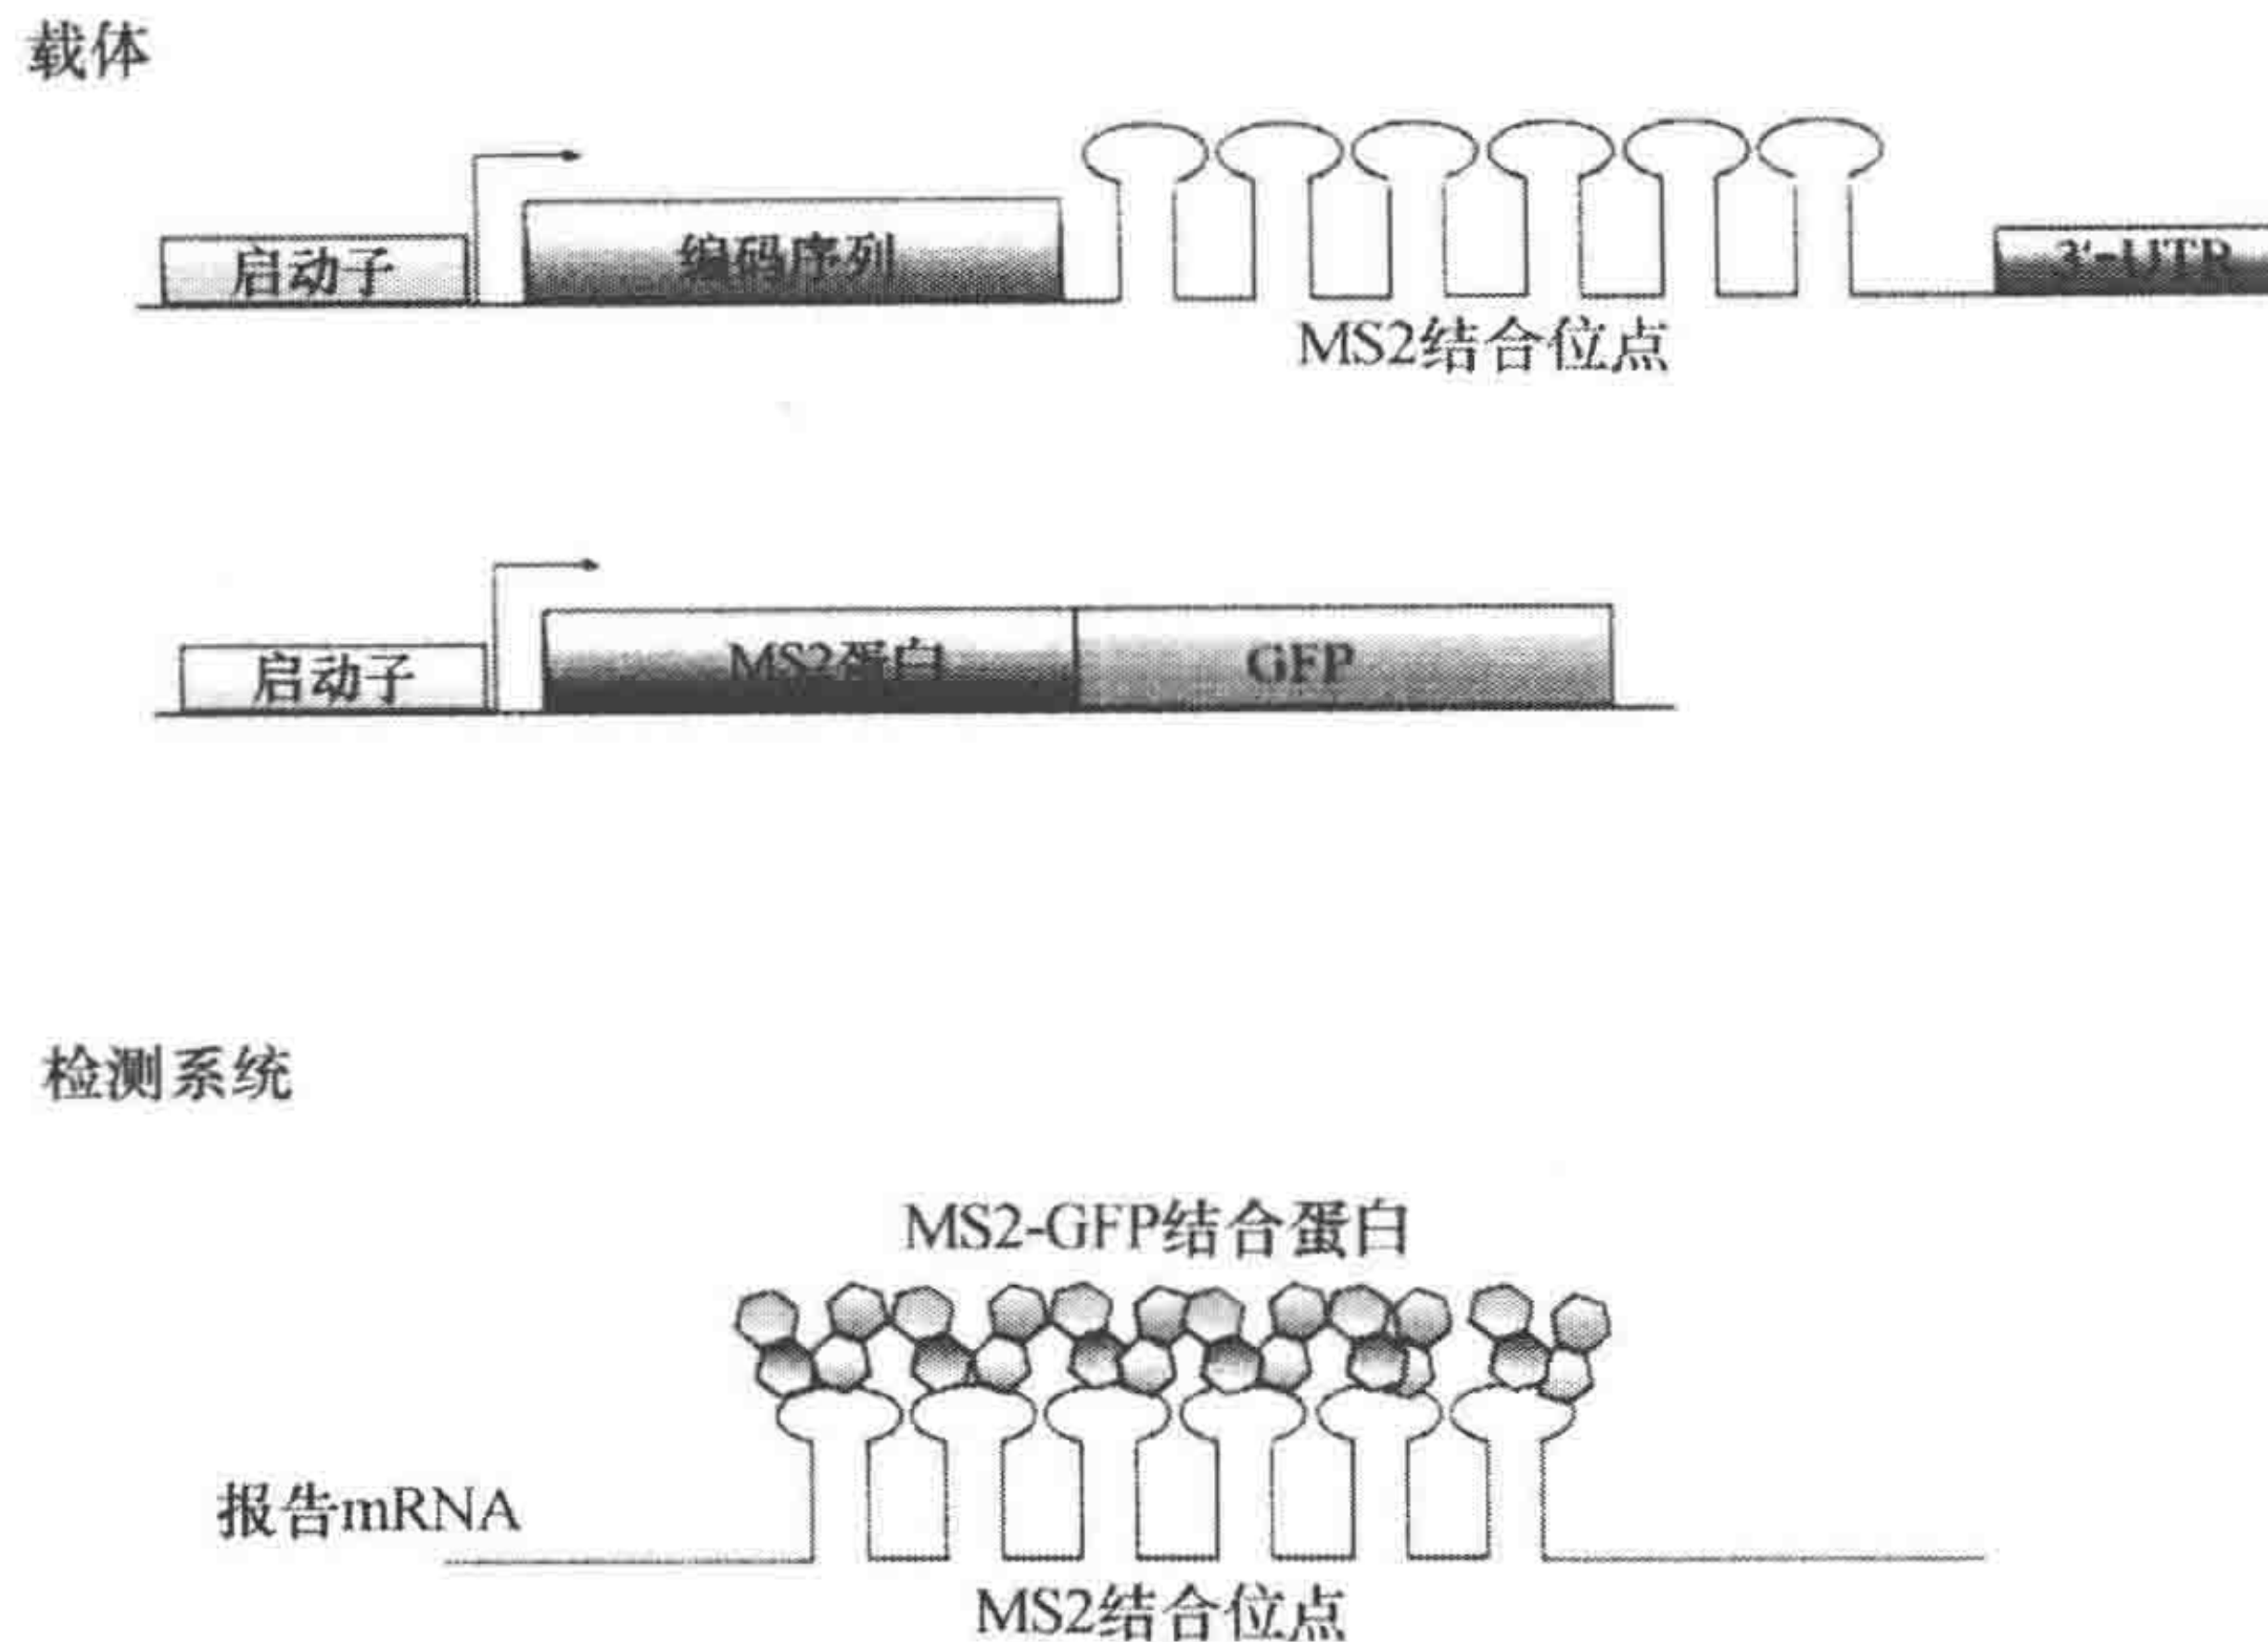 载体
启动子
编码序列
3'-UTR
MS2结合位点
启动子
MS2蛋白
GFP
检测系统
MS2-GFP结合蛋白
报告mRNA
MS2结合位点